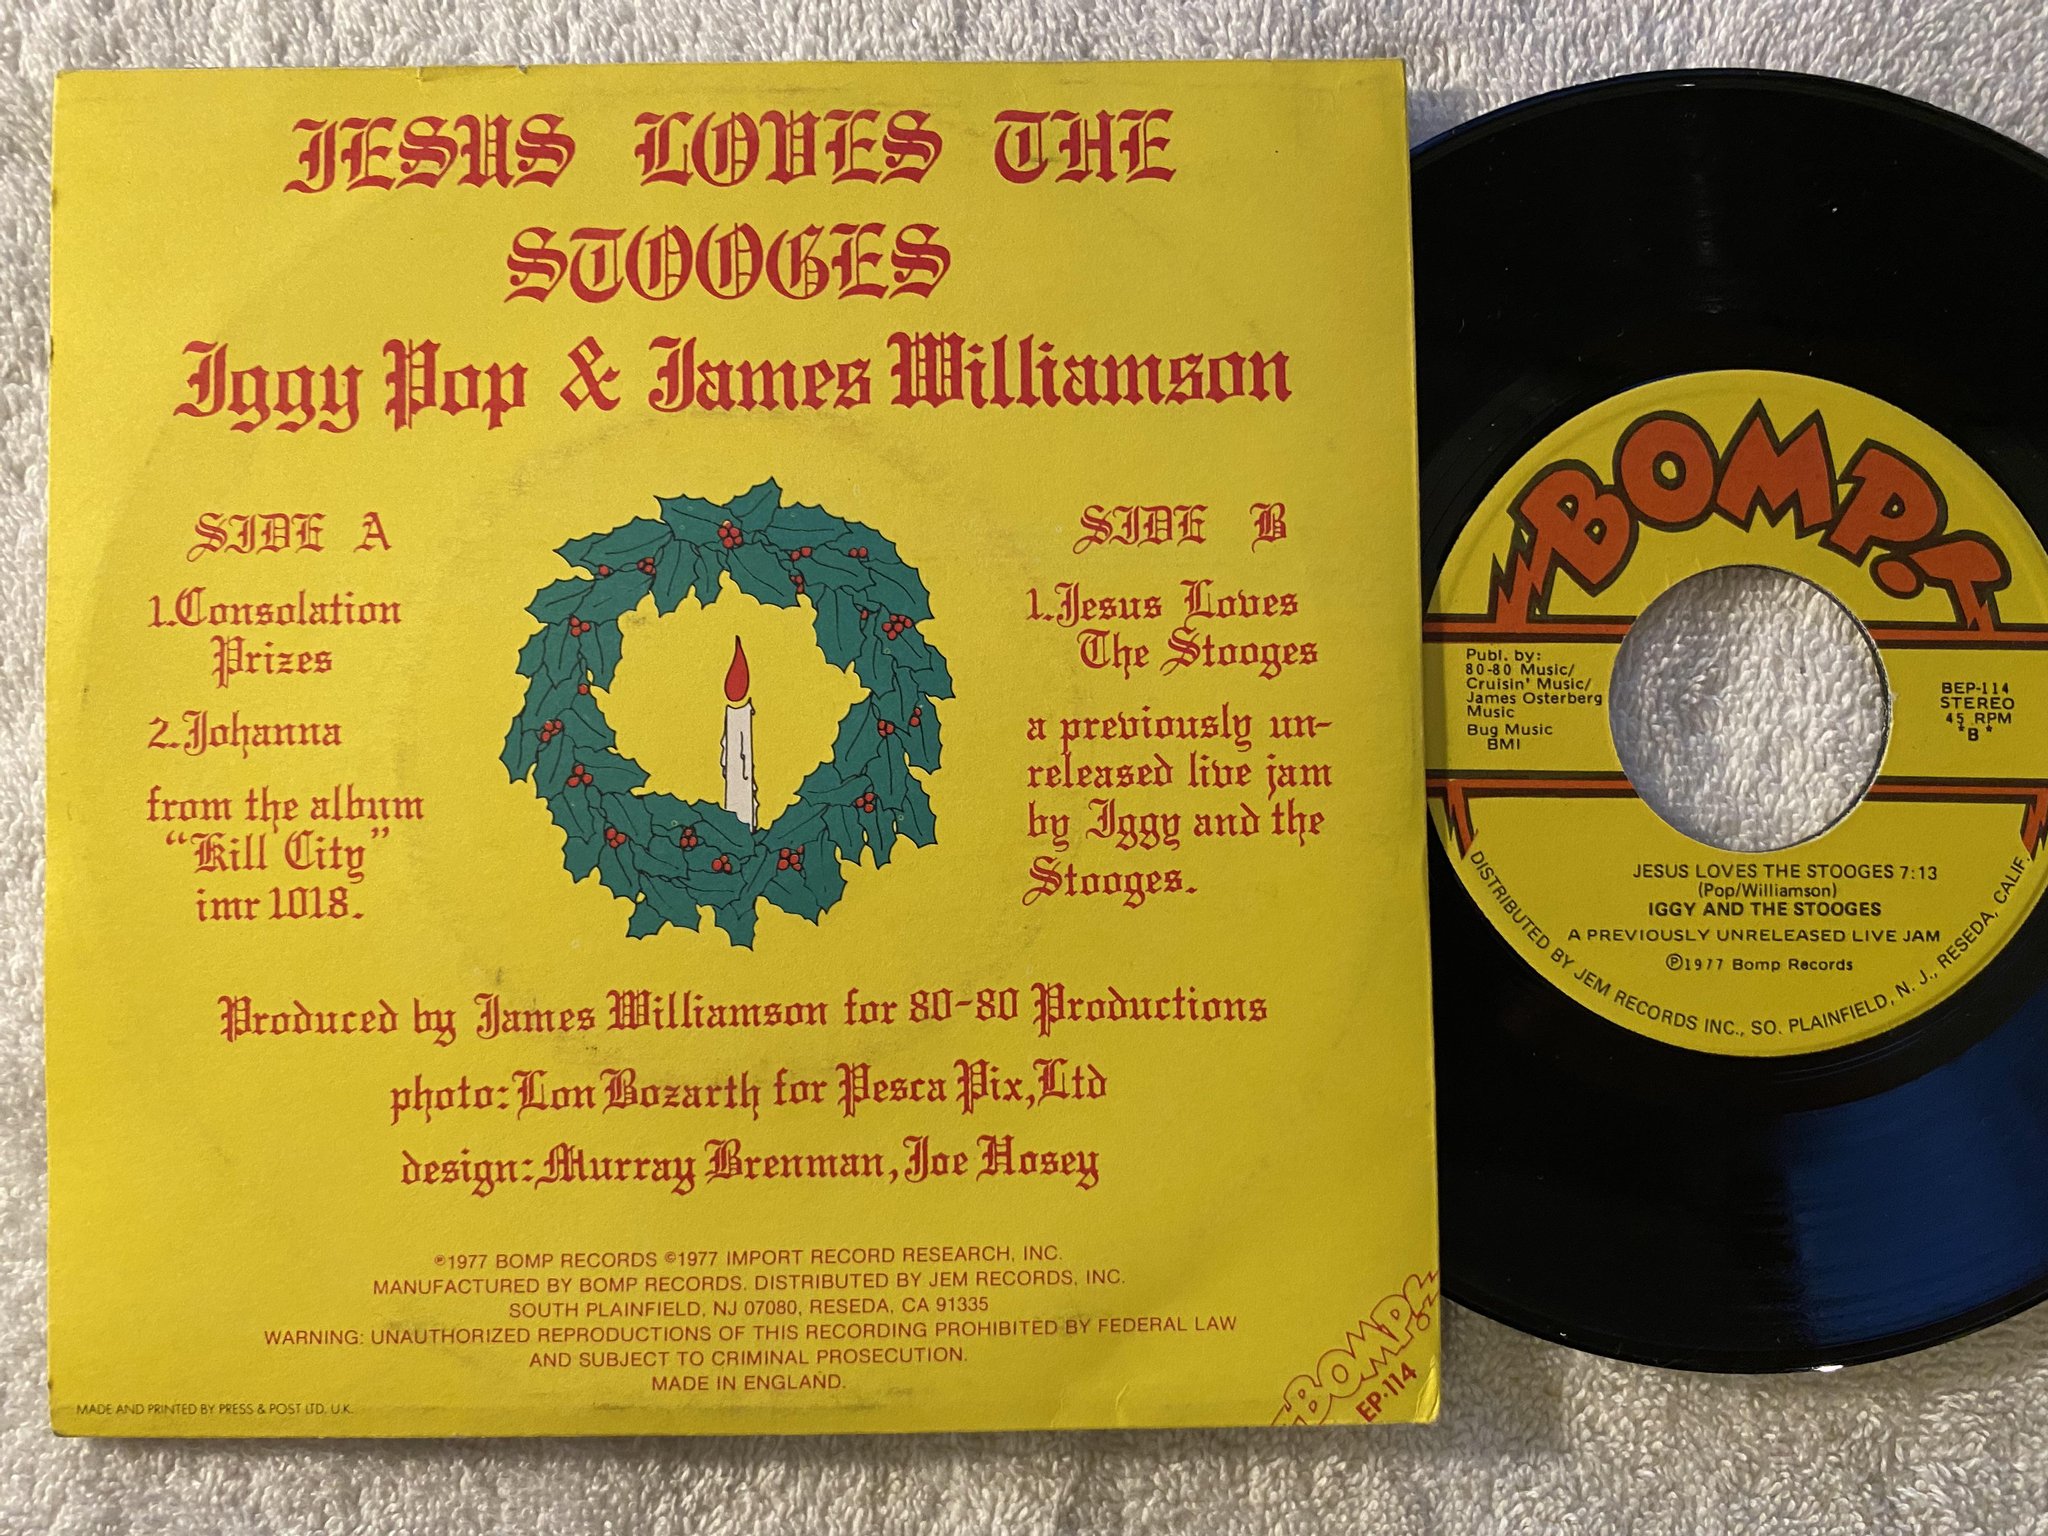 JESUS LOVES THE
STOOGES
Iggy Pop & James Williamson
SIDE A
1. Consolation
Prizes
2. Johanna
from the album
"Kill City"
imr 1018.
SIDE B
1. Jesus Loves
The Stooges
a previously un-
released live jam
by Iggy and the
Stooges.
Produced by James Williamson for 80-80 Productions
photo: Lon Bozarth for Pesca Pix, Ltd
design: Murray Brenman, Joe Hosey
℗1977 BOMP RECORDS ©1977 IMPORT RECORD RESEARCH, INC.
MANUFACTURED BY BOMP RECORDS. DISTRIBUTED BY JEM RECORDS, INC.
SOUTH PLAINFIELD, NJ 07080, RESEDA, CA 91335
WARNING: UNAUTHORIZED REPRODUCTIONS OF THIS RECORDING PROHIBITED BY FEDERAL LAW
AND SUBJECT TO CRIMINAL PROSECUTION.
MADE IN ENGLAND.
MADE AND PRINTED BY PRESS & POST LTD. U.K.
BOMP!
EP-114
BOMP!
Publ. by:
80-80 Music/
Cruisin' Music/
James Osterberg
Music
Bug Music
BMI
BEP-114
STEREO
45 RPM
"B"
JESUS LOVES THE STOOGES 7:13
(Pop/Williamson)
IGGY AND THE STOOGES
A PREVIOUSLY UNRELEASED LIVE JAM
℗1977 Bomp Records
DISTRIBUTED BY JEM RECORDS INC., SO. PLAINFIELD, N. J., RESEDA, CALIF.